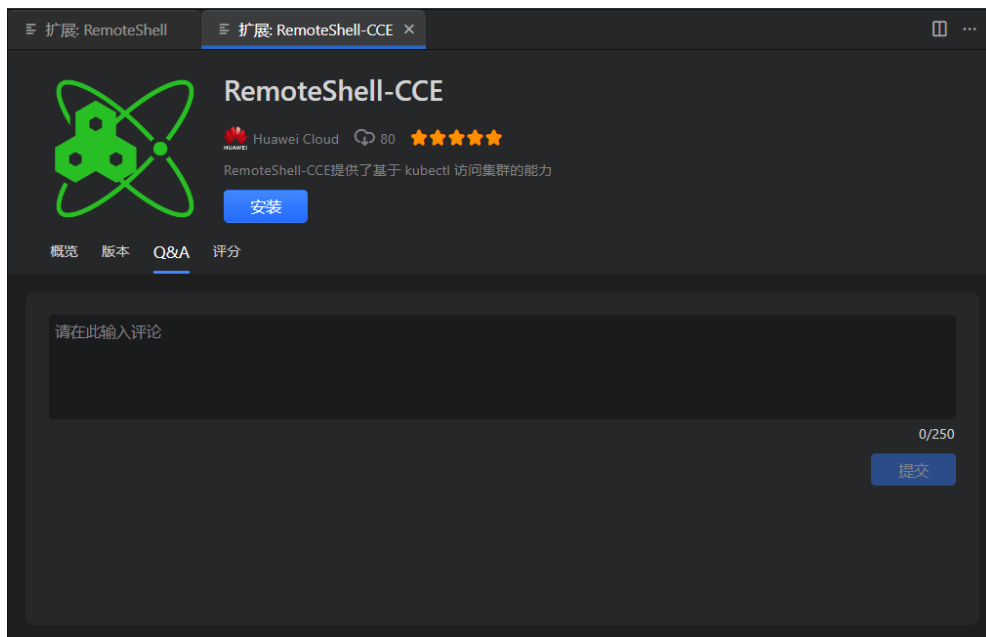 扩展: RemoteShell
扩展: RemoteShell-CCE
RemoteShell-CCE
HUAWEI Huawei Cloud 80
RemoteShell-CCE提供了基于 kubectl 访问集群的能力
安装
概览 版本 Q&A 评分
请在此输入评论
0/250
提交